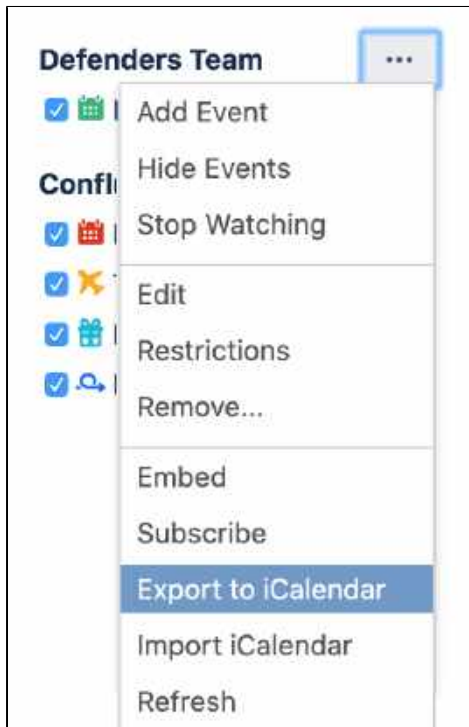 Defenders Team
Add Event
Hide Events
Stop Watching
Edit
Restrictions
Remove...
Embed
Subscribe
Export to iCalendar
Import iCalendar
Refresh